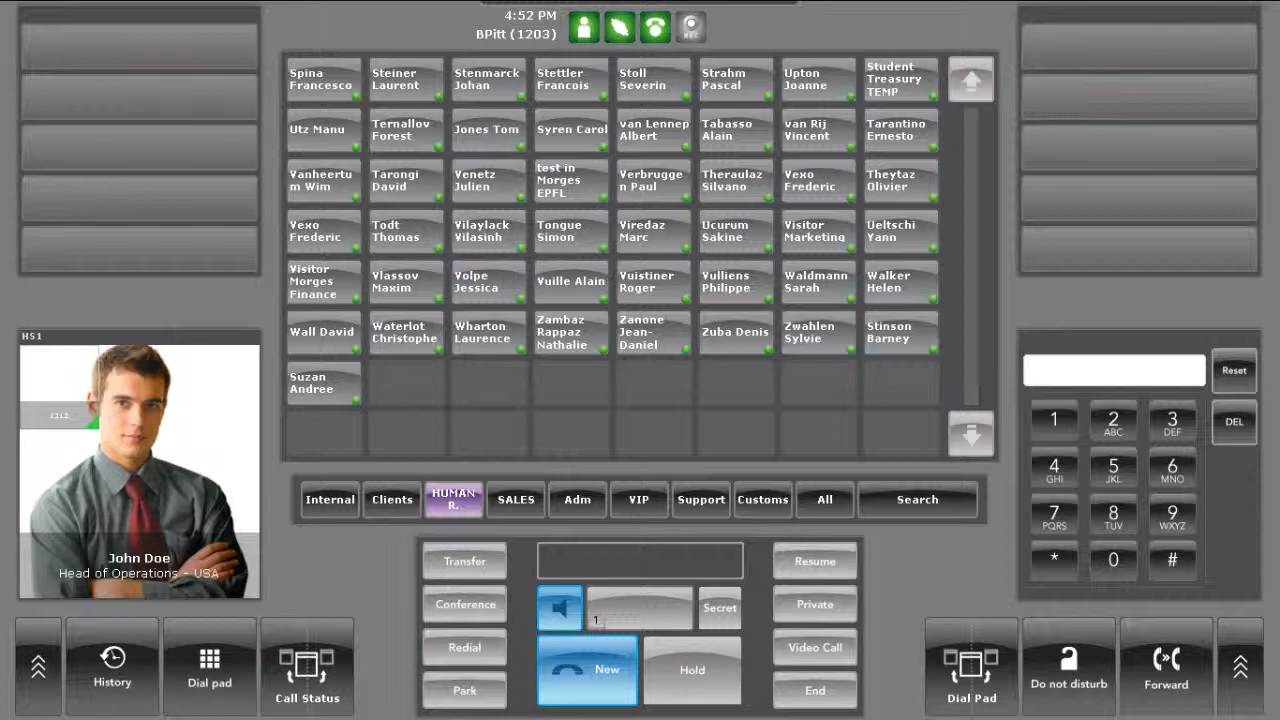 4:52 PM
BPitt (1203)
REC
Spina
Francesco
Steiner
Laurent
Stenmarck
Johan
Stettler
Francois
Stoll
Severin
Strahm
Pascal
Upton
Joanne
Student
Treasury
TEMP
Utz Manu
Ternallov
Forest
Jones Tom
Syren Carol
van Lennep
Albert
Tabasso
Alain
van Rij
Vincent
Tarantino
Ernesto
Vanheertu
m Wim
Tarongi
David
Venetz
Julien
test in
Morges
EPFL
Verbrugge
n Paul
Theraulaz
Silvano
Vexo
Frederic
Theytaz
Olivier
Vexo
Frederic
Todt
Thomas
Vilaylack
Vilasinh
Tongue
Simon
Viredaz
Marc
Ucurum
Sakine
Visitor
Marketing
Ueltschi
Yann
Visitor
Morges
Finance
Vlassov
Maxim
Volpe
Jessica
Vuille Alain
Vuistiner
Roger
Vulliens
Philippe
Waldmann
Sarah
Walker
Helen
Wall David
Waterlot
Christophe
Wharton
Laurence
Zambaz
Rappaz
Nathalie
Zanone
Jean-
Daniel
Zuba Denis
Zwahlen
Sylvie
Stinson
Barney
Suzan
Andree
HS1
1212
John Doe
Head of Operations - USA
Internal
Clients
HUMAN
R.
SALES
Adm
VIP
Support
Customs
All
Search
Transfer
Conference
Redial
Park
1
Secret
New
Hold
Resume
Private
Video Call
End
Reset
DEL
1
2
ABC
3
DEF
4
GHI
5
JKL
6
MNO
7
PQRS
8
TUV
9
WXYZ
*
0
#
History
Dial pad
Call Status
Dial Pad
Do not disturb
Forward